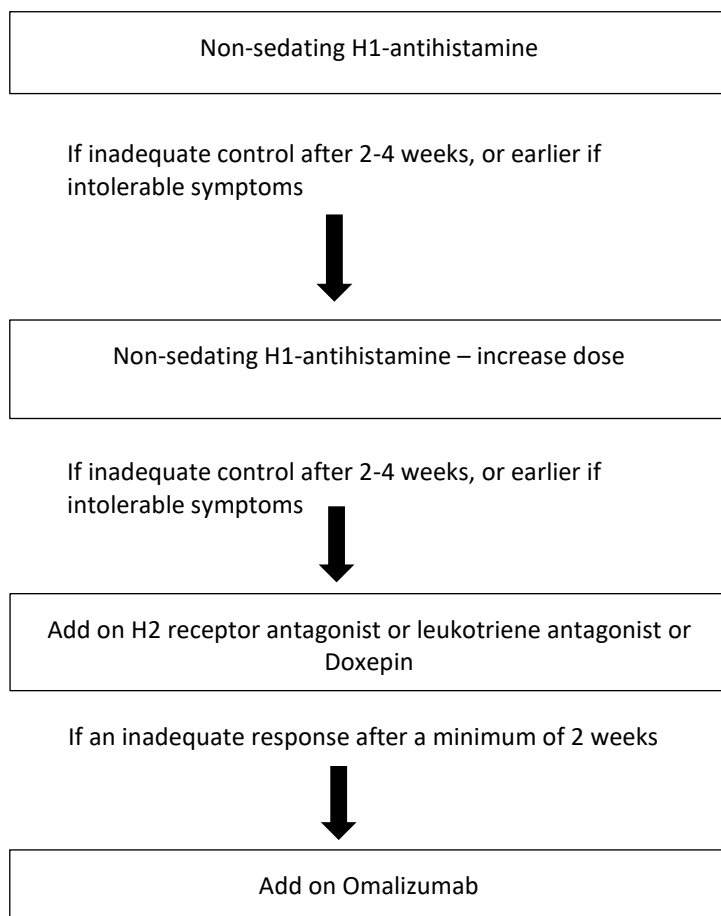 Non-sedating H1-antihistamine
If inadequate control after 2-4 weeks, or earlier if
intolerable symptoms
Non-sedating H1-antihistamine – increase dose
If inadequate control after 2-4 weeks, or earlier if
intolerable symptoms
Add on H2 receptor antagonist or leukotriene antagonist or
Doxepin
If an inadequate response after a minimum of 2 weeks
Add on Omalizumab